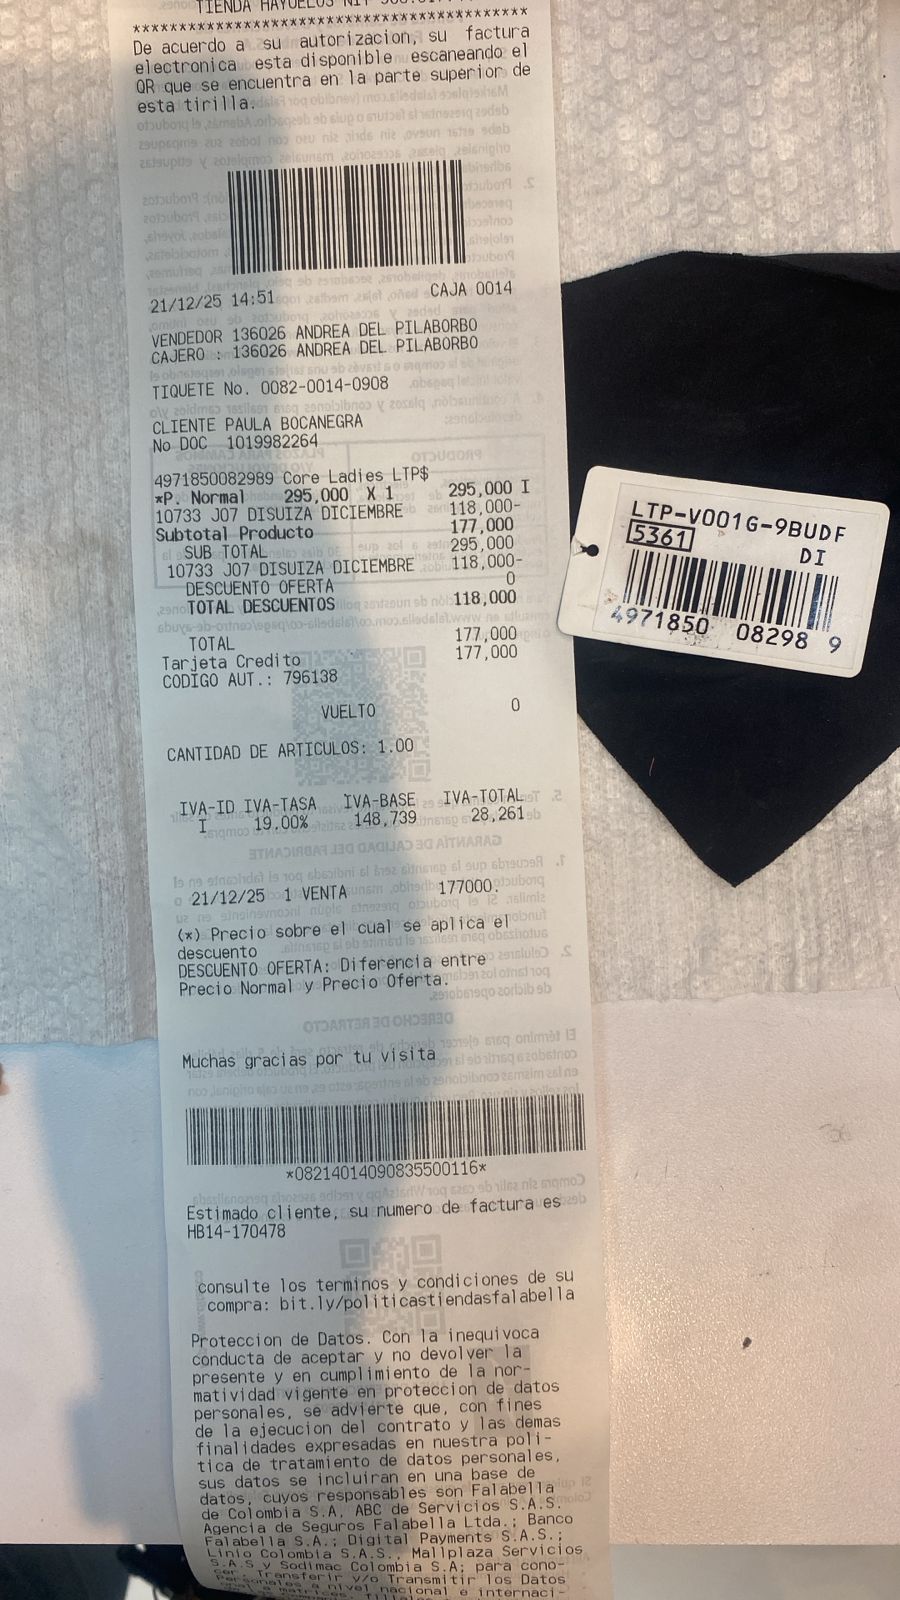 TIENDA HAYUELOS NIT
****************************************
De acuerdo a su autorizacion, su factura
electronica esta disponible escaneando el
QR que se encuentra en la parte superior de
esta tirilla.
21/12/25 14:51 CAJA 0014
VENDEDOR 136026 ANDREA DEL PILABORBO
CAJERO : 136026 ANDREA DEL PILABORBO
TIQUETE No. 0082-0014-0908
CLIENTE PAULA BOCANEGRA
No DOC 1019982264
4971850082989 Core Ladies LTP$
*P. Normal 295,000 X 1 295,000 I
10733 J07 DISUIZA DICIEMBRE 118,000-
Subtotal Producto 177,000
SUB TOTAL 295,000
10733 J07 DISUIZA DICIEMBRE 118,000-
DESCUENTO OFERTA 0
TOTAL DESCUENTOS 118,000
TOTAL 177,000
Tarjeta Credito 177,000
CODIGO AUT.: 796138
VUELTO 0
CANTIDAD DE ARTICULOS: 1.00
IVA-ID IVA-TASA IVA-BASE IVA-TOTAL
I 19.00% 148,739 28,261
21/12/25 1 VENTA 177000.
(*) Precio sobre el cual se aplica el
descuento
DESCUENTO OFERTA: Diferencia entre
Precio Normal y Precio Oferta.
Muchas gracias por tu visita
*08214014090835500116*
Estimado cliente, su numero de factura es
HB14-170478
consulte los terminos y condiciones de su
compra: bit.ly/politicastiendasfalabella
Proteccion de Datos. Con la inequivoca
conducta de aceptar y no devolver la
presente y en cumplimiento de la nor-
matividad vigente en proteccion de datos
personales, se advierte que, con fines
de la ejecucion del contrato y las demas
finalidades expresadas en nuestra poli-
tica de tratamiento de datos personales,
sus datos se incluiran en una base de
datos, cuyos responsables son Falabella
de Colombia S.A, ABC de Servicios S.A.S.
Agencia de Seguros Falabella Ltda.; Banco
Falabella S.A.; Digital Payments S.A.S.;
Linio Colombia S.A.S., Mallplaza Servicios
S.A.S y Sodimac Colombia S.A; para cono-
cer, Transferir y/o Transmitir los Datos
Personales a nivel nacional e internaci-
LTP-V001G-9BUDF
5361 DI
4971850 08298 9